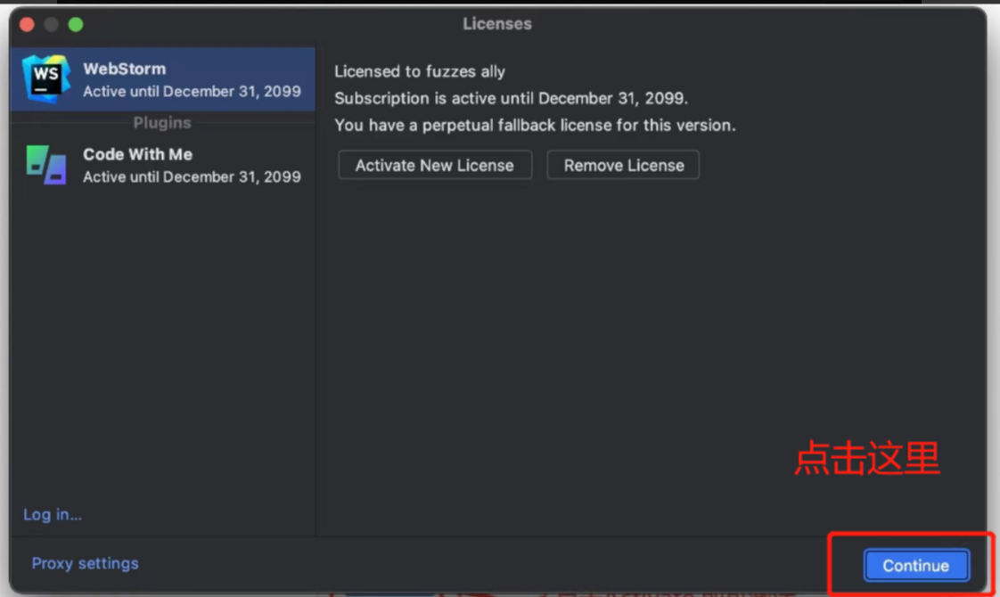 Licenses
WS
WebStorm
Active until December 31, 2099
Plugins
Code With Me
Active until December 31, 2099
Log in...
Licensed to fuzzes ally
Subscription is active until December 31, 2099.
You have a perpetual fallback license for this version.
Activate New License
Remove License
点击这里
Proxy settings
Continue